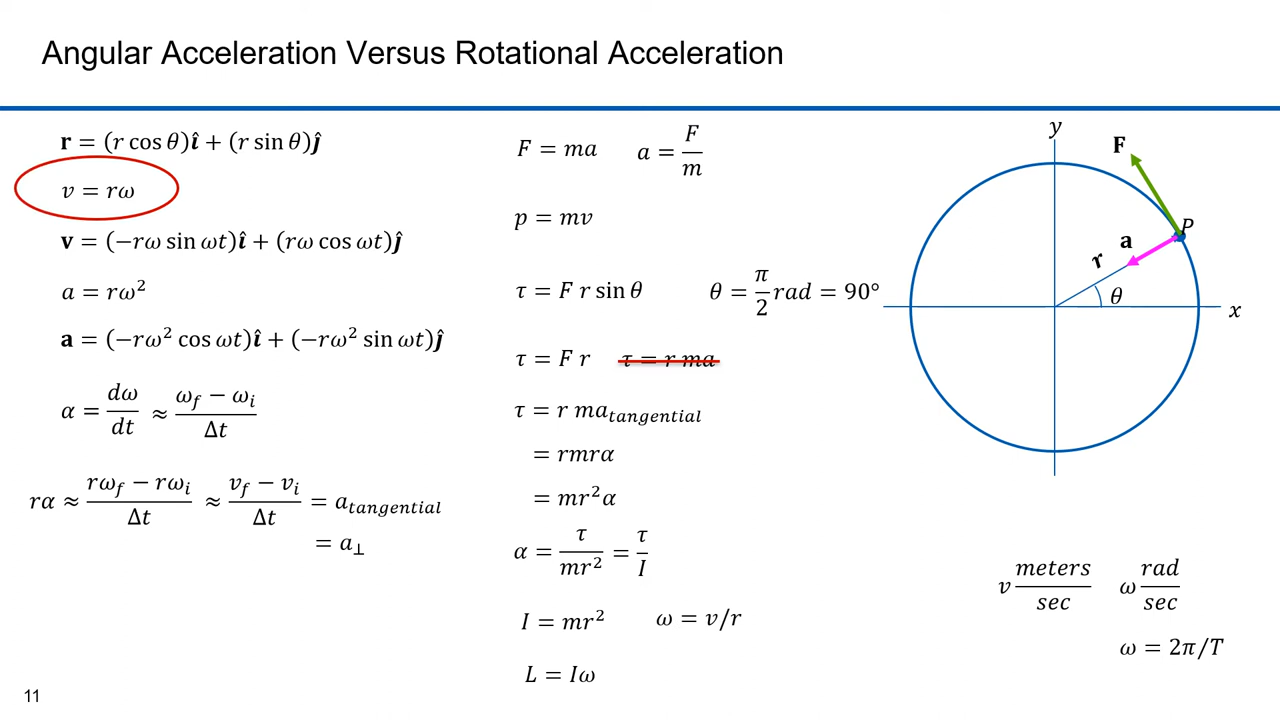 Angular Acceleration Versus Rotational Acceleration
𝐫 = (r cos θ)𝒊̂ + (r sin θ)𝒋̂
v = rω
𝐯 = (−rω sin ωt)𝒊̂ + (rω cos ωt)𝒋̂
a = rω²
𝐚 = (−rω² cos ωt)𝒊̂ + (−rω² sin ωt)𝒋̂
α = dω/dt ≈ (ω_f − ω_i)/Δt
rα ≈ (rω_f − rω_i)/Δt ≈ (v_f − v_i)/Δt = a_tangential
= a_⊥
F = ma a = F/m
p = mv
τ = F r sin θ θ = π/2 rad = 90°
τ = F r τ = r ma
τ = r ma_tangential
= rmrα
= mr²α
α = τ/mr² = τ/I
I = mr² ω = v/r
L = Iω
y
F
P
a
r
θ
x
v meters/sec ω rad/sec
ω = 2π/T
11